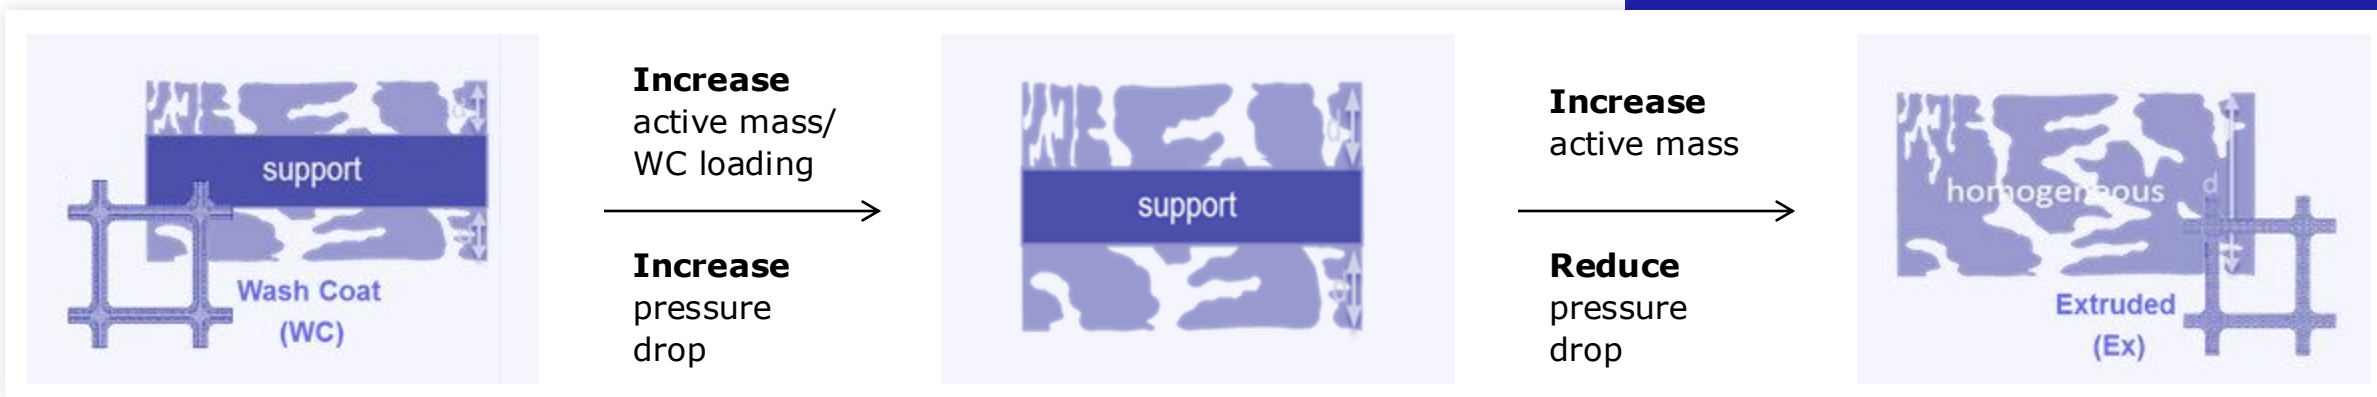 support
Wash Coat
(WC)
Increase
active mass/
WC loading
Increase
pressure
drop
support
d
Increase
active mass
Reduce
pressure
drop
homogeneous
d
Extruded
(Ex)